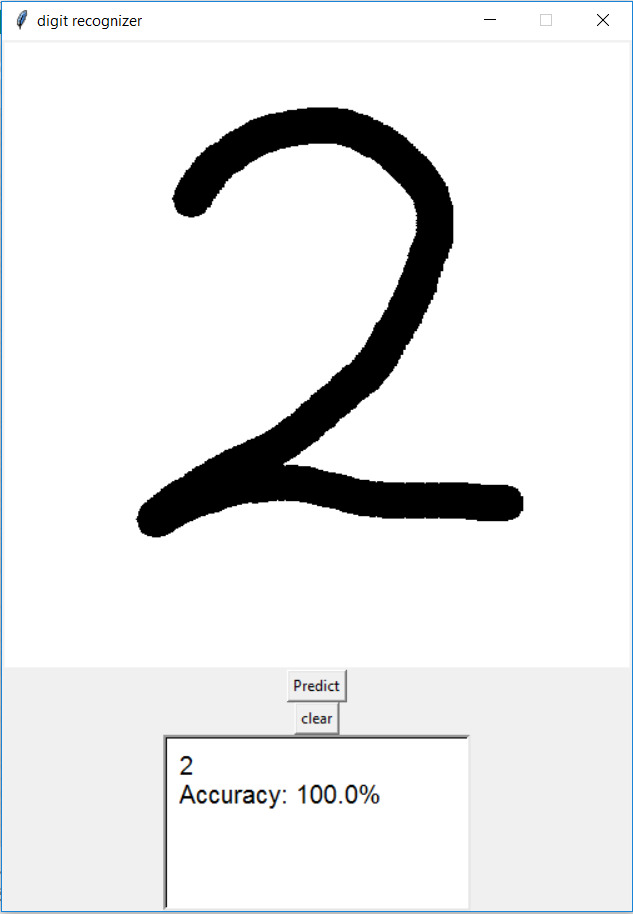 digit recognizer
2
Predict
clear
2
Accuracy: 100.0%